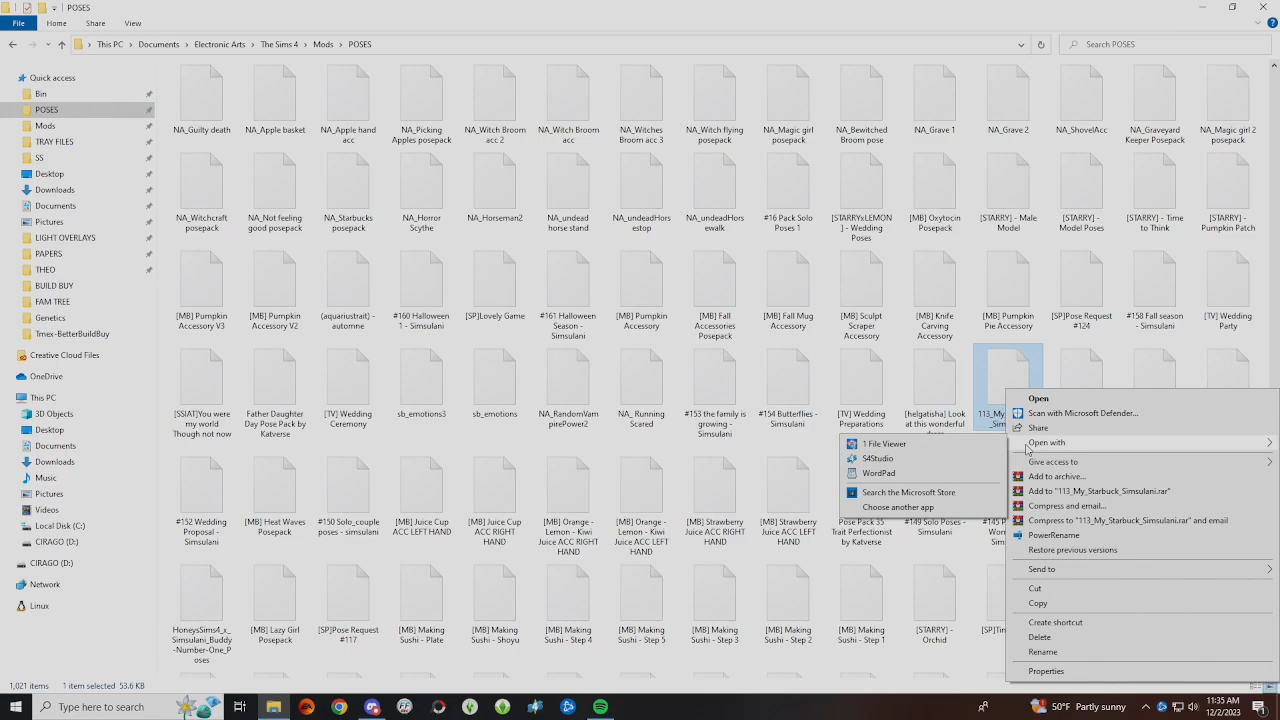 POSES
File Home Share View
This PC Documents Electronic Arts The Sims 4 Mods POSES
Search POSES
Quick access
Bin
POSES
Mods
TRAY FILES
SS
Desktop
Downloads
Documents
Pictures
LIGHT OVERLAYS
PAPERS
THEO
BUILD BUY
FAM TREE
Genetics
Tmex-BetterBuildBuy
Creative Cloud Files
OneDrive
This PC
3D Objects
Desktop
Documents
Downloads
Music
Pictures
Videos
Local Disk (C:)
CIRAGO (D:)
CIRAGO (D:)
Network
Linux
NA_Guilty death
NA_Apple basket
NA_Apple hand
acc
NA_Picking
Apples posepack
NA_Witch Broom
acc 2
NA_Witch Broom
acc
NA_Witches
Broom acc 3
NA_Witch flying
posepack
NA_Magic girl
posepack
NA_Bewitched
Broom pose
NA_Grave 1
NA_Grave 2
NA_ShovelAcc
NA_Graveyard
Keeper Posepack
NA_Magic girl 2
posepack
NA_Witchcraft
posepack
NA_Not feeling
good posepack
NA_Starbucks
posepack
NA_Horror
Scythe
NA_Horseman2
NA_undead
horse stand
NA_undeadHors
estop
NA_undeadHors
ewalk
#16 Pack Solo
Poses 1
[STARRYxLEMON
] - Wedding
Poses
[MB] Oxytocin
Posepack
[STARRY] - Male
Model
[STARRY] -
Model Poses
[STARRY] - Time
to Think
[STARRY] -
Pumpkin Patch
[MB] Pumpkin
Accessory V3
[MB] Pumpkin
Accessory V2
(aquariustrait) -
automne
#160 Halloween
1 - Simsulani
[SP]Lovely Game
#161 Halloween
Season -
Simsulani
[MB] Pumpkin
Accessory
[MB] Fall
Accessories
Posepack
[MB] Fall Mug
Accessory
[MB] Sculpt
Scraper
Accessory
[MB] Knife
Carving
Accessory
[MB] Pumpkin
Pie Accessory
[SP]Pose Request
#124
#158 Fall season
- Simsulani
[TV] Wedding
Party
[SSIAT]You were
my world
Though not now
Father Daughter
Day Pose Pack by
Katverse
[TV] Wedding
Ceremony
sb_emotions3
sb_emotions
NA_RandomVam
pirePower2
NA_ Running
Scared
#153 the family is
growing -
Simsulani
#154 Butterflies -
Simsulani
[TV] Wedding
Preparations
[helgatisha] Look
at this wonderful
#152 Wedding
Proposal -
Simsulani
[MB] Heat Waves
Posepack
#150 Solo_couple
poses -
simsulani
[MB] Juice Cup
ACC LEFT HAND
[MB] Juice Cup
ACC RIGHT
HAND
[MB] Orange -
Kiwi Juice ACC
LEFT HAND
[MB] Orange -
Kiwi Juice ACC
RIGHT HAND
[MB] Strawberry
Juice ACC LEFT
HAND
[MB] Strawberry
Juice ACC RIGHT
HAND
Pose Pack 35
Trait Perfectionist
by Katverse
#149 Solo Poses -
Simsulani
HoneysSims4_x_
Simsulani_Buddy
-Number-One_P
oses
[MB] Lazy Girl
Posepack
[SP]Pose Request
#117
[MB] Making
Sushi - Plate
[MB] Making
Sushi - Shoyu
[MB] Making
Sushi - Step 4
[MB] Making
Sushi - Step 5
[MB] Making
Sushi - Step 3
[MB] Making
Sushi - Step 2
[MB] Making
Sushi - Step 1
[STARRY] -
Orchid
Open
Scan with Microsoft Defender...
Share
Open with
Give access to
Add to archive...
Add to "113_My_Starbuck_Simsulani.rar"
Compress and email...
Compress to "113_My_Starbuck_Simsulani.rar" and email
PowerRename
Restore previous versions
Send to
Cut
Copy
Create shortcut
Delete
Rename
Properties
1 File Viewer
S4Studio
WordPad
Search the Microsoft Store
Choose another app
1,021 items 1 item selected 53.6 KB
Type here to search
50°F Partly sunny
11:35 AM
12/2/2023